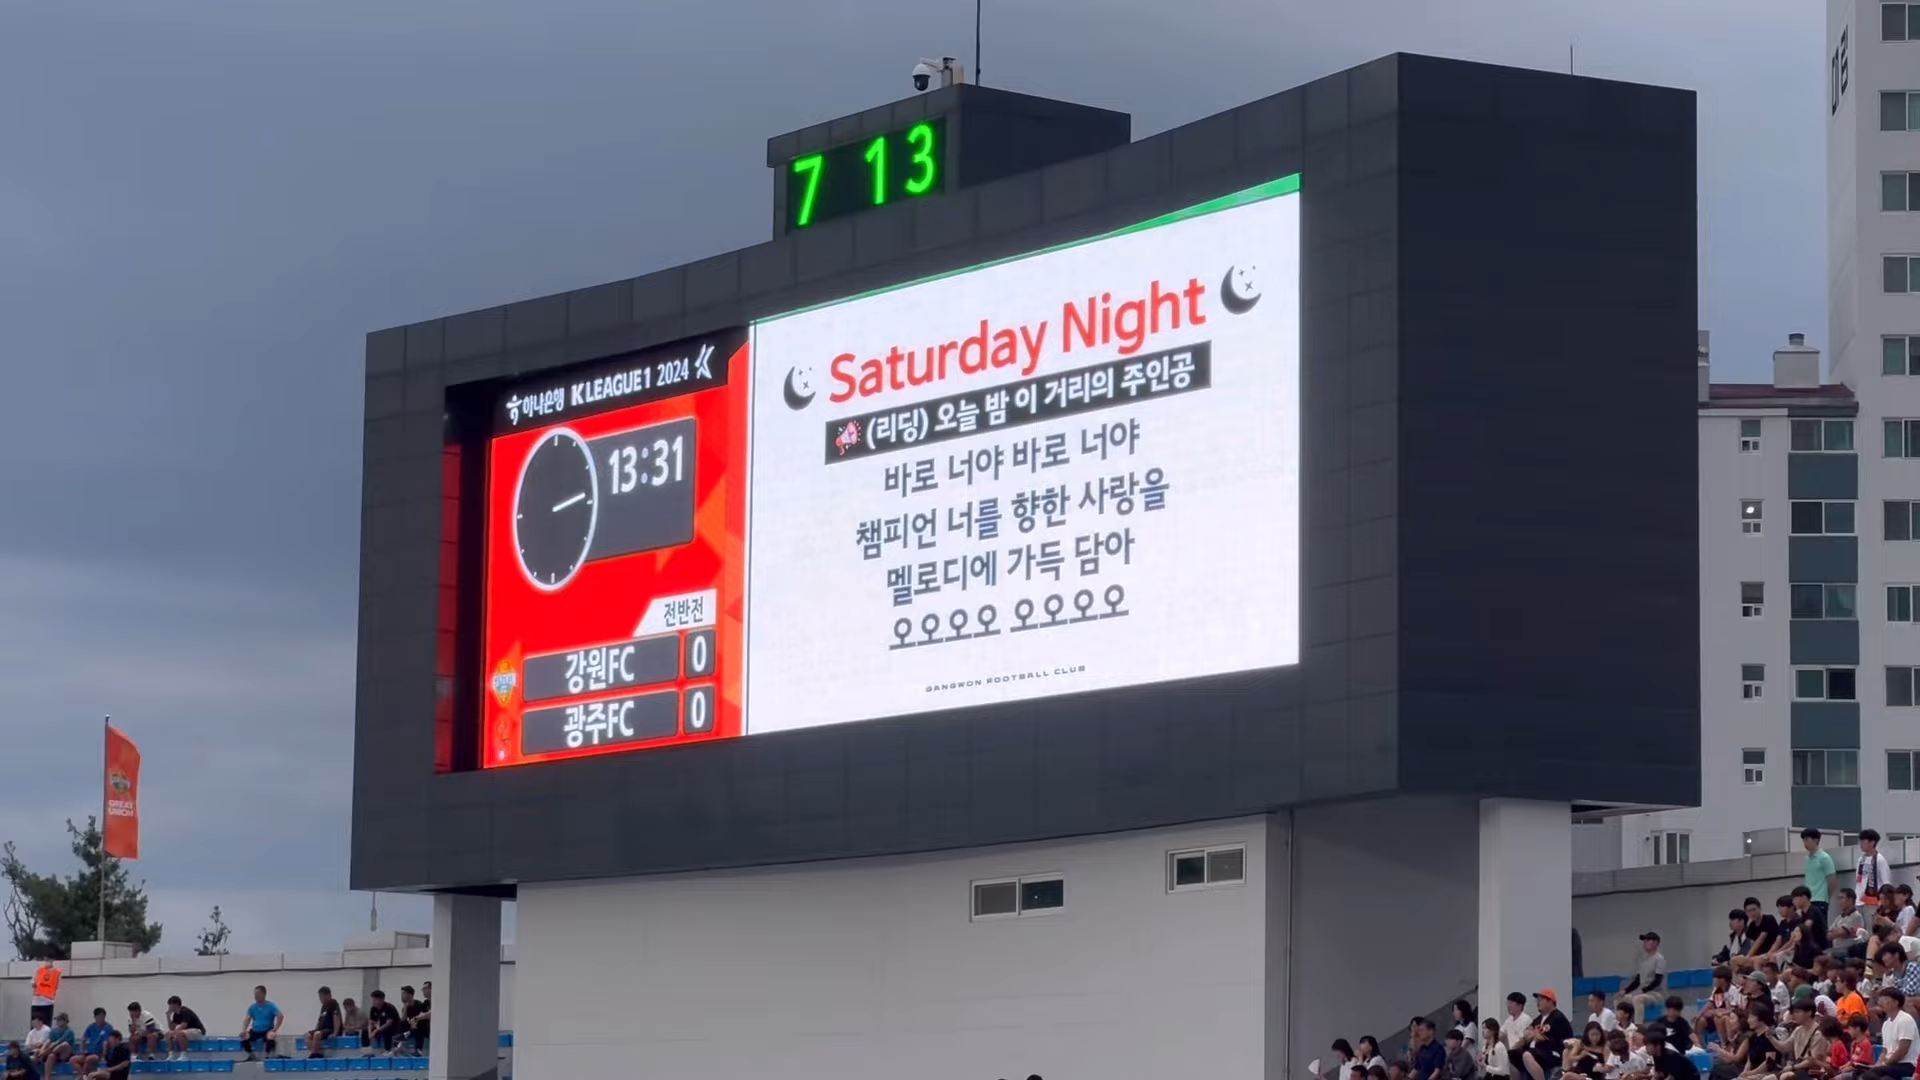 7 13
하나은행 K LEAGUE 1 2024
13:31
전반전
강원FC 0
광주FC 0
Saturday Night
(리딩) 오늘 밤 이 거리의 주인공
바로 너야 바로 너야
챔피언 너를 향한 사랑을
멜로디에 가득 담아
오오오오 오오오오
GANGWON FOOTBALL CLUB
GREAT
UNION